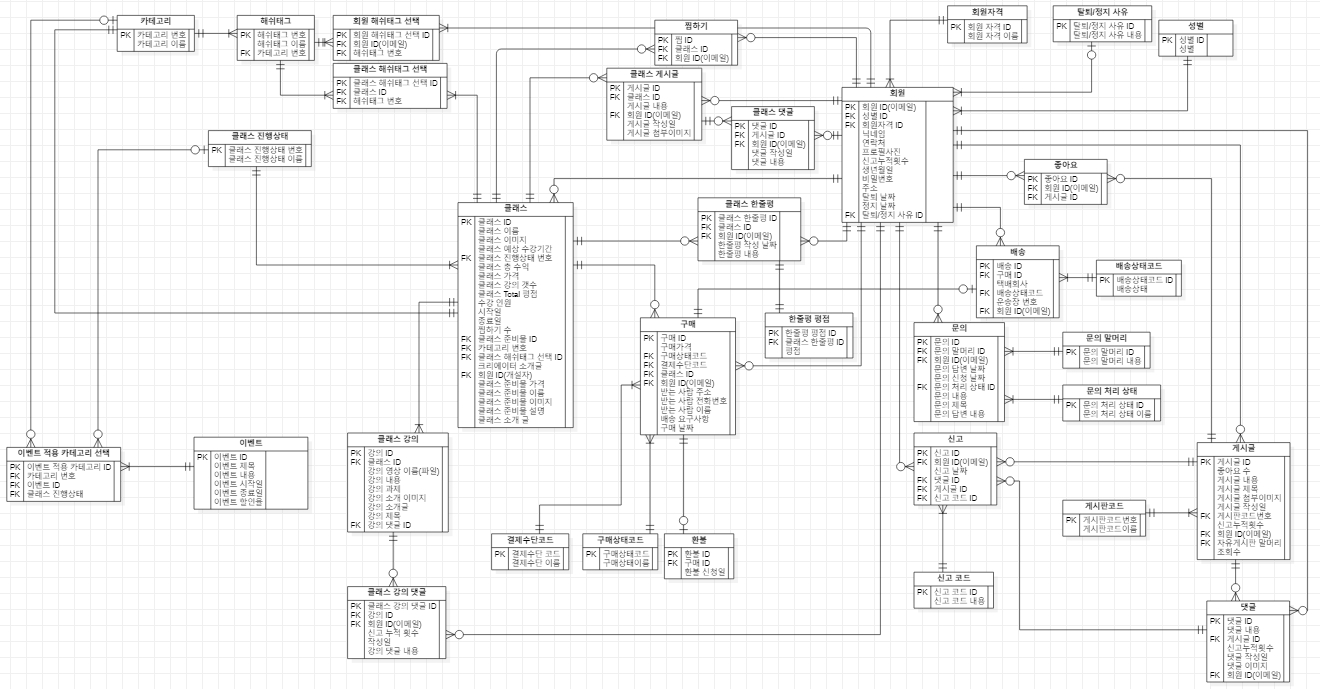 카테고리
PK 카테고리 번호
카테고리 이름
해쉬태그
PK 해쉬태그 번호
해쉬태그 이름
FK 카테고리 번호
회원 해쉬태그 선택
PK 회원 해쉬태그 선택 ID
FK 회원 ID(이메일)
FK 해쉬태그 번호
클래스 해쉬태그 선택
PK 클래스 해쉬태그 선택 ID
FK 클래스 ID
FK 해쉬태그 번호
찜하기
PK 찜 ID
FK 클래스 ID
FK 회원 ID(이메일)
클래스 게시글
PK 게시글 ID
FK 클래스 ID
게시글 내용
FK 회원 ID(이메일)
게시글 작성일
게시글 첨부이미지
클래스 댓글
PK 댓글 ID
FK 게시글 ID
FK 회원 ID(이메일)
댓글 작성일
댓글 내용
회원자격
PK 회원 자격 ID
회원 자격 이름
탈퇴/정지 사유
PK 탈퇴/정지 사유 ID
탈퇴/정지 사유 내용
성별
PK 성별 ID
성별
회원
PK 회원 ID(이메일)
FK 성별 ID
FK 회원자격 ID
닉네임
연락처
프로필사진
신고누적횟수
생년월일
비밀번호
주소
탈퇴 날짜
정지 날짜
FK 탈퇴/정지 사유 ID
클래스 진행상태
PK 클래스 진행상태 번호
클래스 진행상태 이름
좋아요
PK 좋아요 ID
FK 회원 ID(이메일)
FK 게시글 ID
클래스
PK 클래스 ID
클래스 이름
클래스 이미지
클래스 예상 수강기간
FK 클래스 진행상태 번호
클래스 총 수익
클래스 가격
클래스 강의 갯수
클래스 Total 평점
수강 인원
시작일
종료일
찜하기 수
FK 클래스 준비물 ID
FK 카테고리 번호
FK 클래스 해쉬태그 선택 ID
크리에이터 소개글
FK 회원 ID(개설자)
클래스 준비물 가격
클래스 준비물 이름
클래스 준비물 이미지
클래스 준비물 설명
클래스 소개 글
클래스 한줄평
PK 클래스 한줄평 ID
FK 클래스 ID
FK 회원 ID(이메일)
한줄평 작성 날짜
한줄평 내용
배송
PK 배송 ID
FK 구매 ID
택배회사
FK 배송상태코드
운송장 번호
FK 회원 ID(이메일)
배송상태코드
PK 배송상태코드 ID
배송상태
한줄평 평점
PK 한줄평 평점 ID
FK 클래스 한줄평 ID
평점
구매
PK 구매 ID
구매가격
FK 구매상태코드
FK 결제수단코드
FK 클래스 ID
FK 회원 ID(이메일)
받는 사람 주소
받는 사람 전화번호
받는 사람 이름
배송 요구사항
구매 날짜
문의
PK 문의 ID
FK 문의 말머리 ID
FK 회원 ID(이메일)
문의 답변 날짜
문의 신청 날짜
FK 문의 처리 상태 ID
문의 내용
문의 제목
문의 답변 내용
문의 말머리
PK 문의 말머리 ID
문의 말머리 내용
문의 처리 상태
PK 문의 처리 상태 ID
문의 처리 상태 이름
이벤트 적용 카테고리 선택
PK 이벤트 적용 카테고리 ID
FK 카테고리 번호
FK 이벤트 ID
FK 클래스 진행상태
이벤트
PK 이벤트 ID
이벤트 제목
이벤트 내용
이벤트 시작일
이벤트 종료일
이벤트 할인율
클래스 강의
PK 강의 ID
FK 클래스 ID
강의 영상 이름(파일)
강의 내용
강의 과제
강의 소개 이미지
강의 소개글
강의 제목
FK 강의 댓글 ID
신고
PK 신고 ID
FK 회원 ID(이메일)
신고 날짜
FK 댓글 ID
FK 게시글 ID
FK 신고 코드 ID
게시글
PK 게시글 ID
좋아요 수
게시글 내용
게시글 제목
게시글 첨부이미지
게시글 작성일
FK 게시판코드번호
신고누적횟수
FK 회원 ID(이메일)
FK 자유게시판 말머리
조회수
게시판코드
PK 게시판코드번호
게시판코드이름
결제수단코드
PK 결제수단 코드
결제수단 이름
구매상태코드
PK 구매상태코드
구매상태이름
환불
PK 환불 ID
FK 구매 ID
환불 신청일
신고 코드
PK 신고 코드 ID
신고 코드 내용
클래스 강의 댓글
PK 클래스 강의 댓글 ID
FK 강의 ID
FK 회원 ID(이메일)
신고 누적 횟수
작성일
강의 댓글 내용
댓글
PK 댓글 ID
댓글 내용
FK 게시글 ID
신고누적횟수
댓글 작성일
댓글 이미지
FK 회원 ID(이메일)